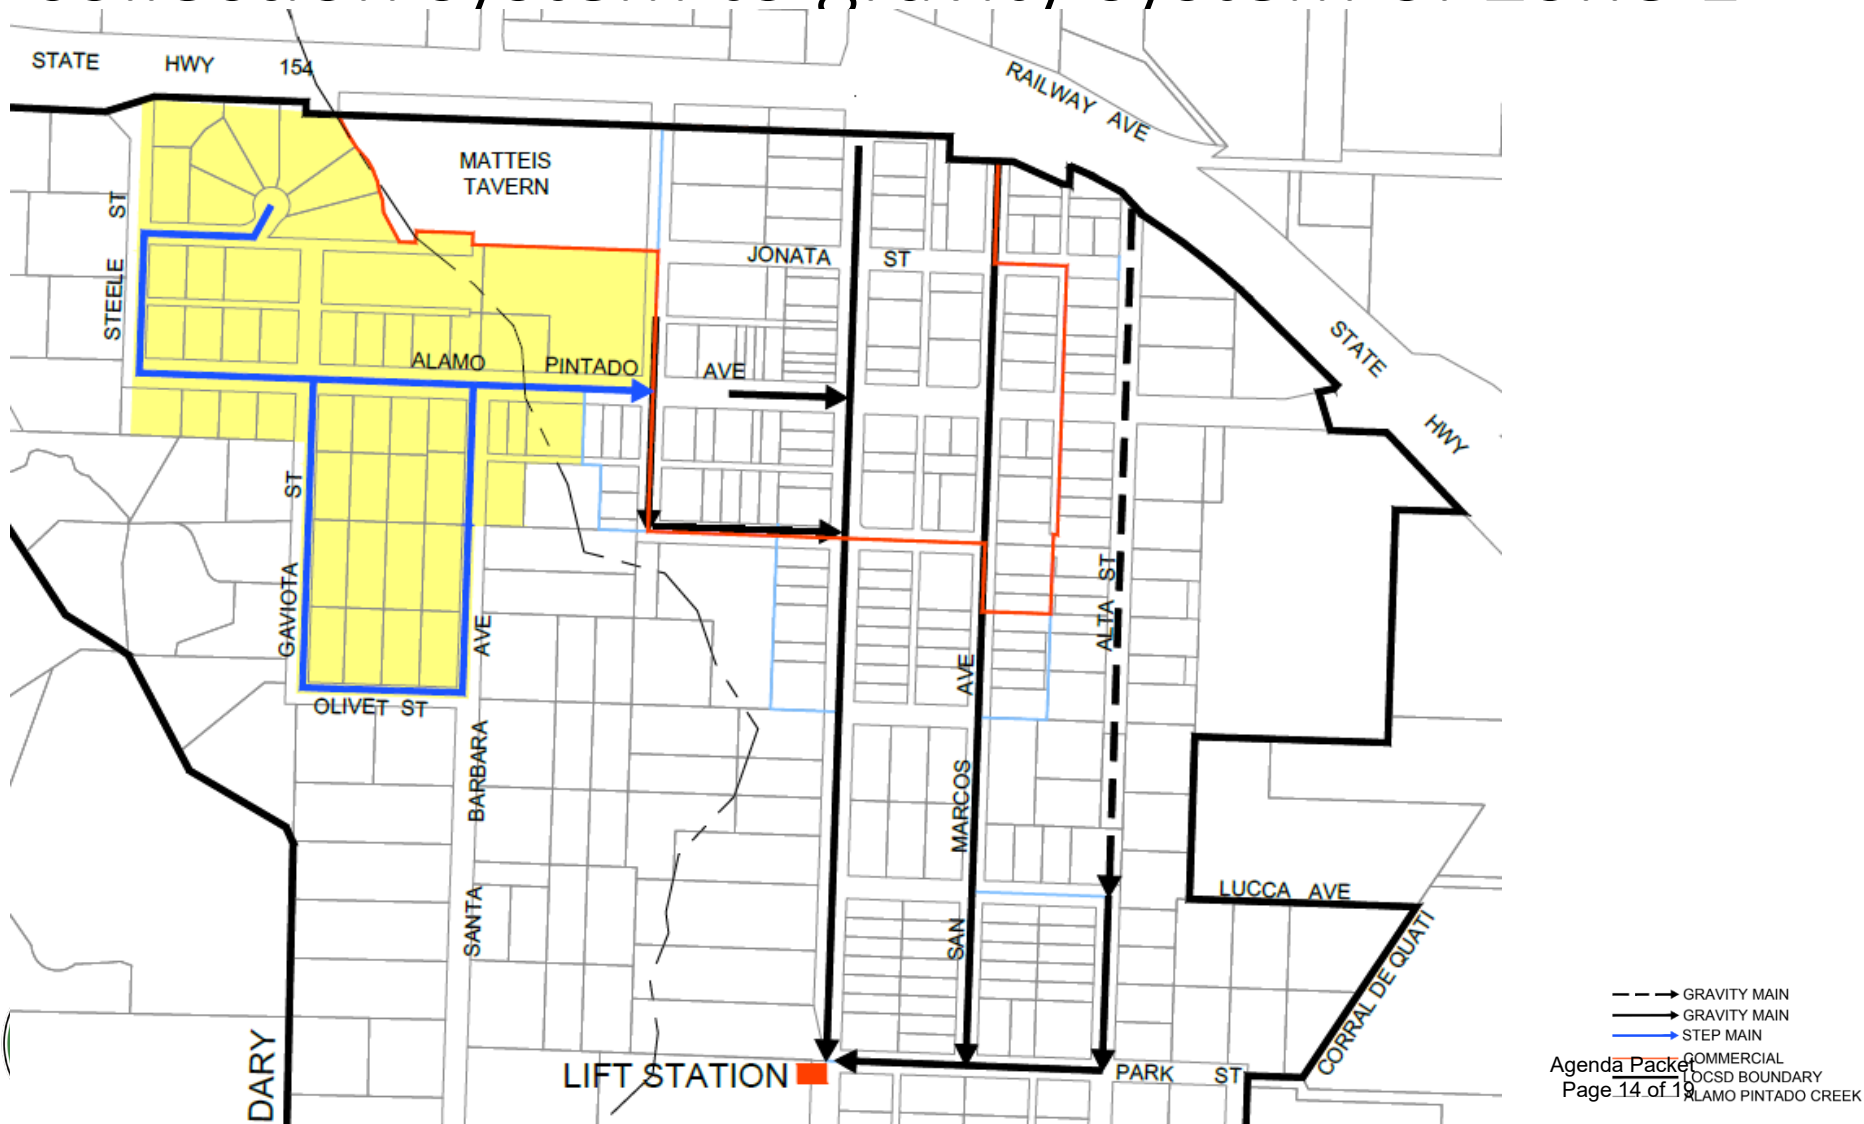 STATE HWY 154
RAILWAY AVE
MATTEIS
TAVERN
STEELE ST
JONATA ST
ALAMO PINTADO AVE
STATE HWY
GAVIOTA ST
ALTA ST
OLIVET ST
SANTA BARBARA AVE
SAN MARCOS AVE
LUCCA AVE
CORRAL DE QUATI
DARY
LIFT STATION
PARK ST
GRAVITY MAIN
GRAVITY MAIN
STEP MAIN
COMMERCIAL
LOCSD BOUNDARY
ALAMO PINTADO CREEK
Agenda Packet
Page 14 of 19